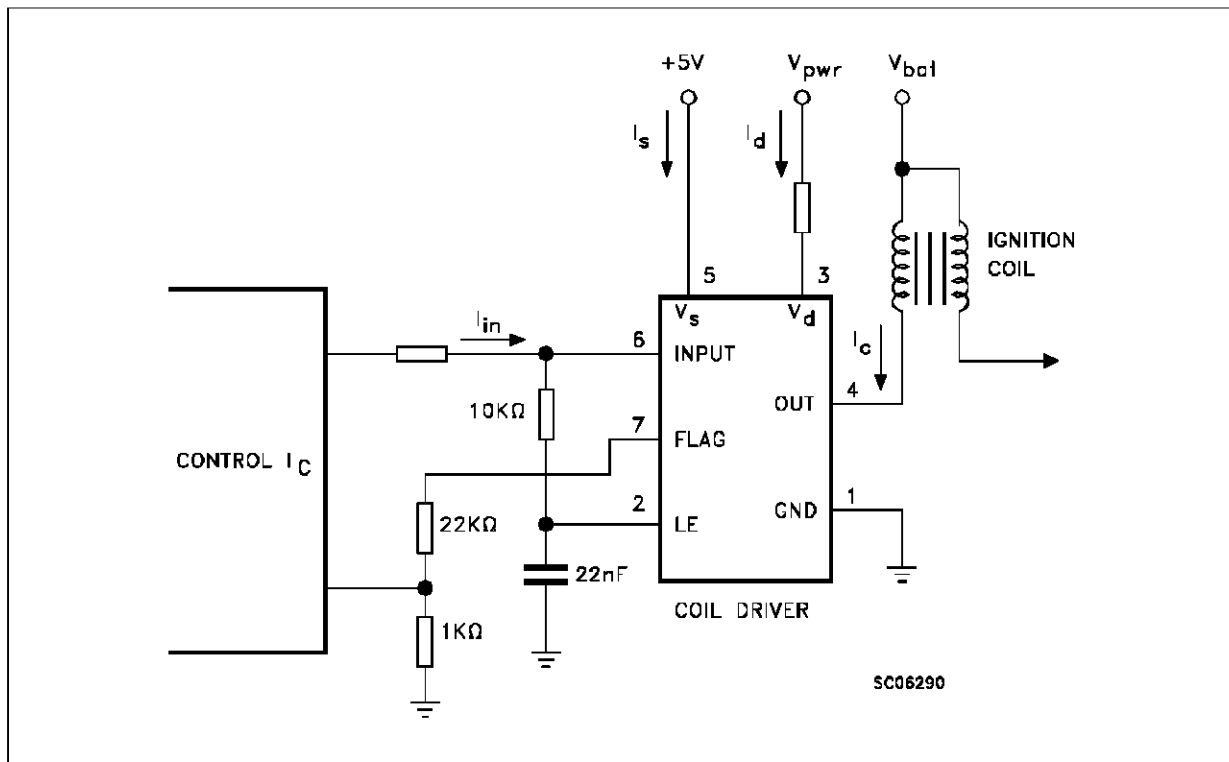 +5V
Vpwr
Vbat
Is
Id
IGNITION
COIL
5
3
Vs
Vd
Iin
6
INPUT
Ic
4
OUT
10KΩ
7
FLAG
CONTROL IC
2
LE
GND
1
22KΩ
22nF
COIL DRIVER
1KΩ
SC06290